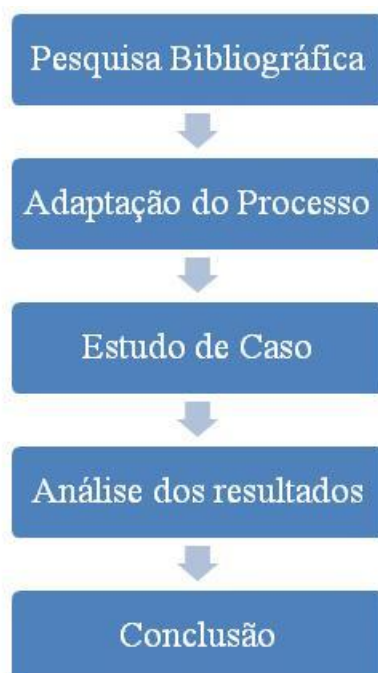 Pesquisa Bibliográfica
Adaptação do Processo
Estudo de Caso
Análise dos resultados
Conclusão